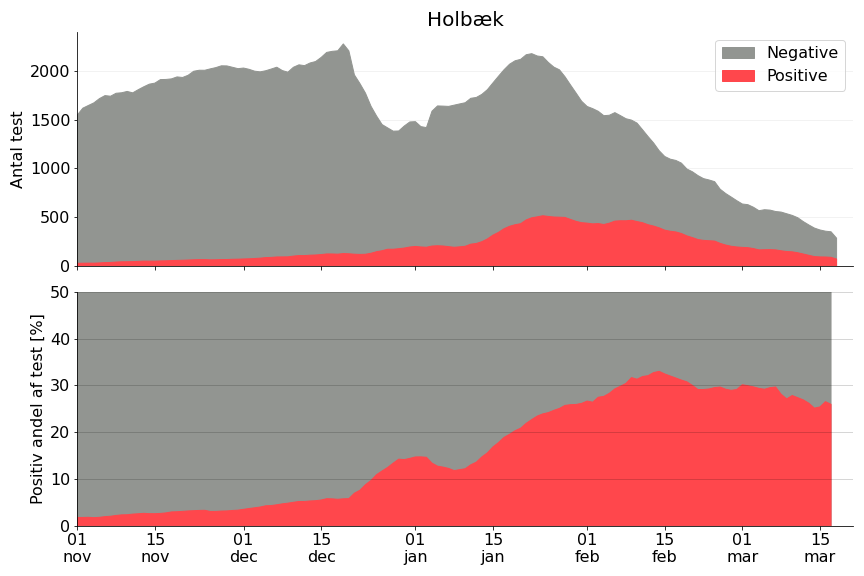 Holbæk
Negative
Positive
Antal test
2000
1500
1000
500
0
Positiv andel af test [%]
50
40
30
20
10
0
01 15 01 15 01 15 01 15 01 15
nov nov dec dec jan jan feb feb mar mar